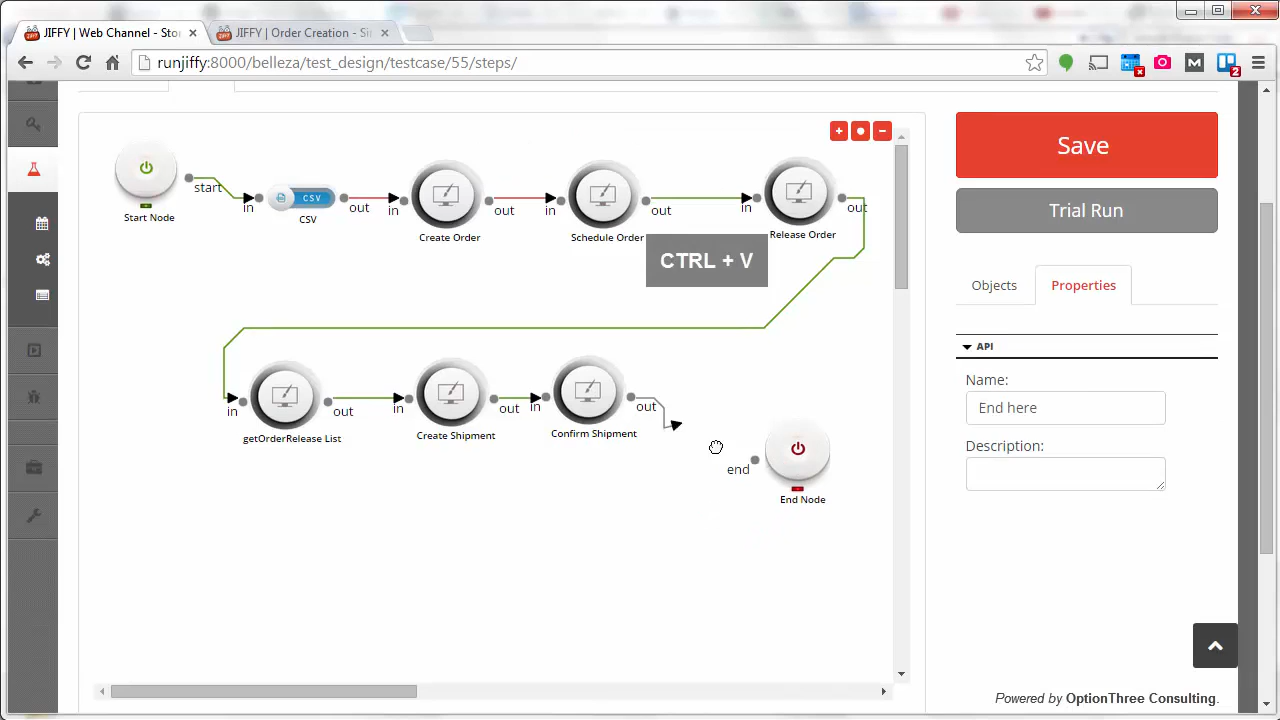 JIFFY | Web Channel - Stor
JIFFY | Order Creation - Si
runjiffy:8000/belleza/test_design/testcase/55/steps/
2
+
-
Save
Trial Run
start
Start Node
in
CSV
out
CSV
in
out
Create Order
in
out
Schedule Order
in
out
Release Order
CTRL + V
Objects
Properties
API
Name:
End here
Description:
in
out
getOrderRelease List
in
out
Create Shipment
in
out
Confirm Shipment
end
End Node
Powered by OptionThree Consulting.